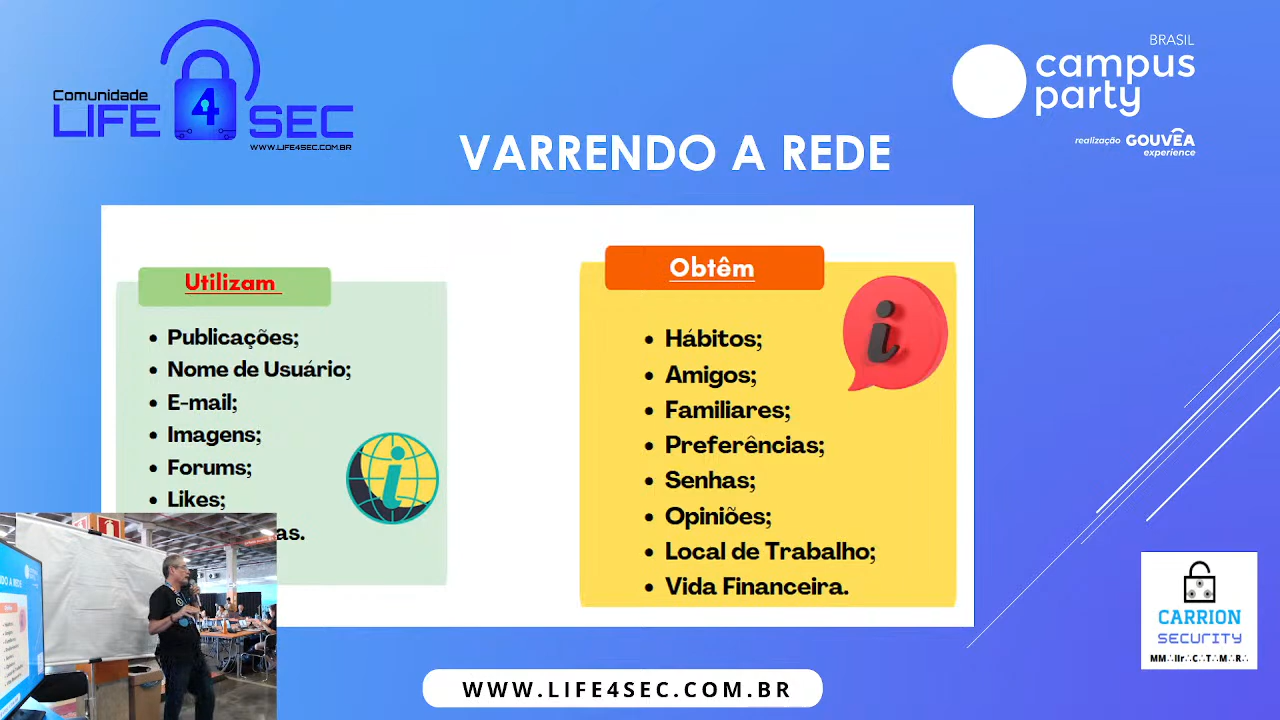 Comunidade
LIFE 4 SEC
WWW.LIFE4SEC.COM.BR
BRASIL
campus
party
realização GOUVÊA
experience
VARRENDO A REDE
Utilizam
• Publicações;
• Nome de Usuário;
• E-mail;
• Imagens;
• Forums;
• Likes;
as.
Obtêm
• Hábitos;
• Amigos;
• Familiares;
• Preferências;
• Senhas;
• Opiniões;
• Local de Trabalho;
• Vida Financeira.
CARRION
SECURITY
WWW.LIFE4SEC.COM.BR